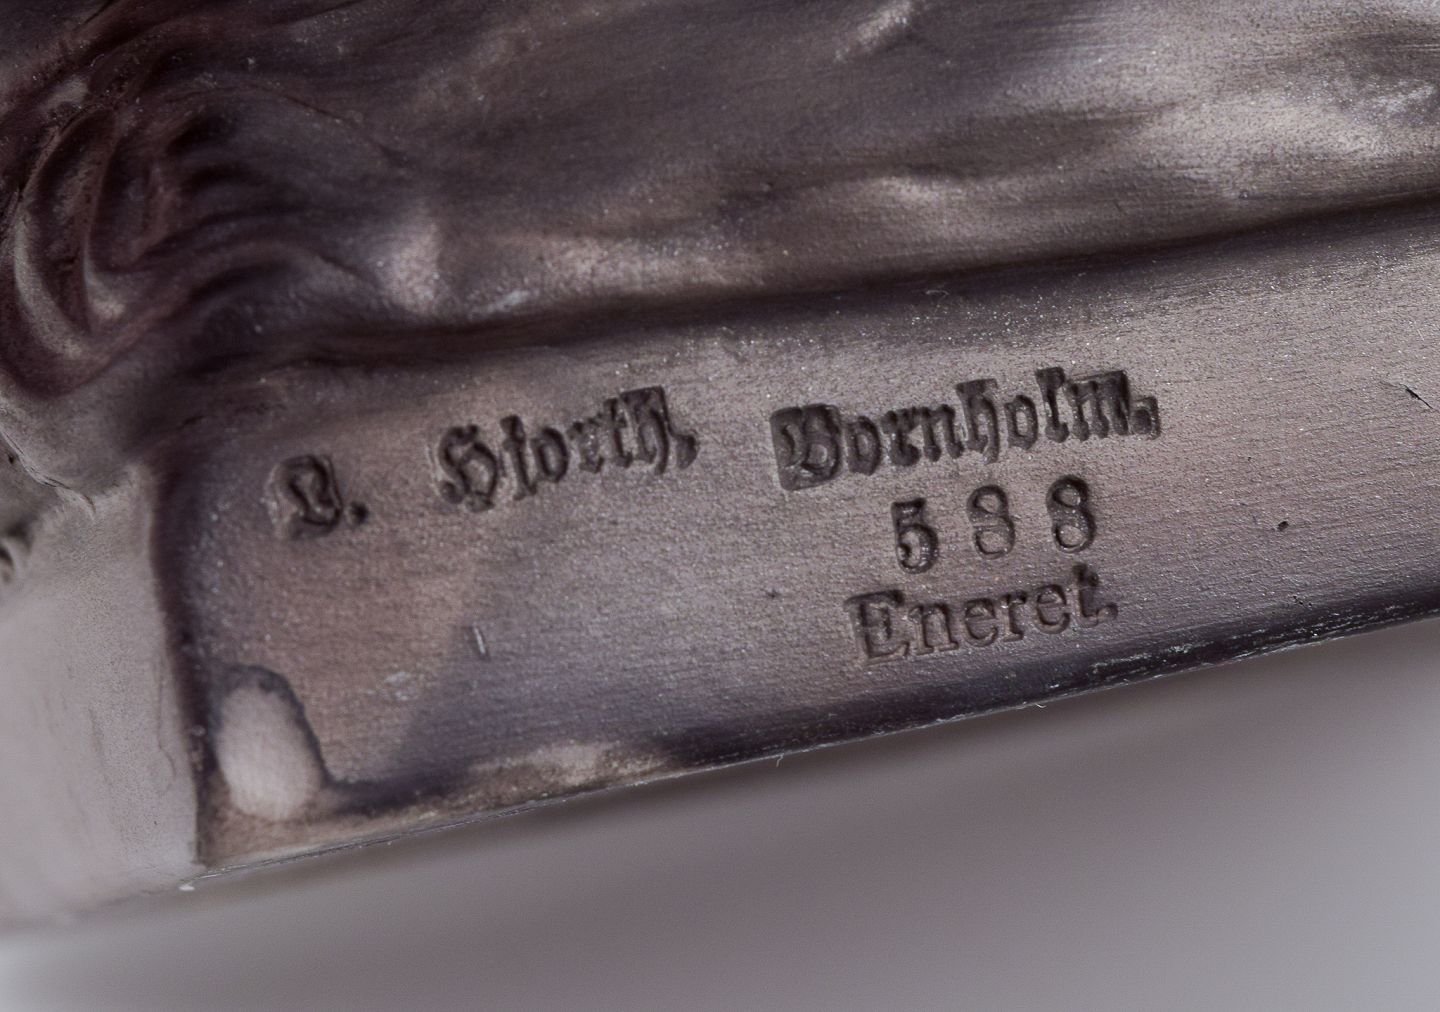 L. Hjorth. Bornholm.
588
Eneret.